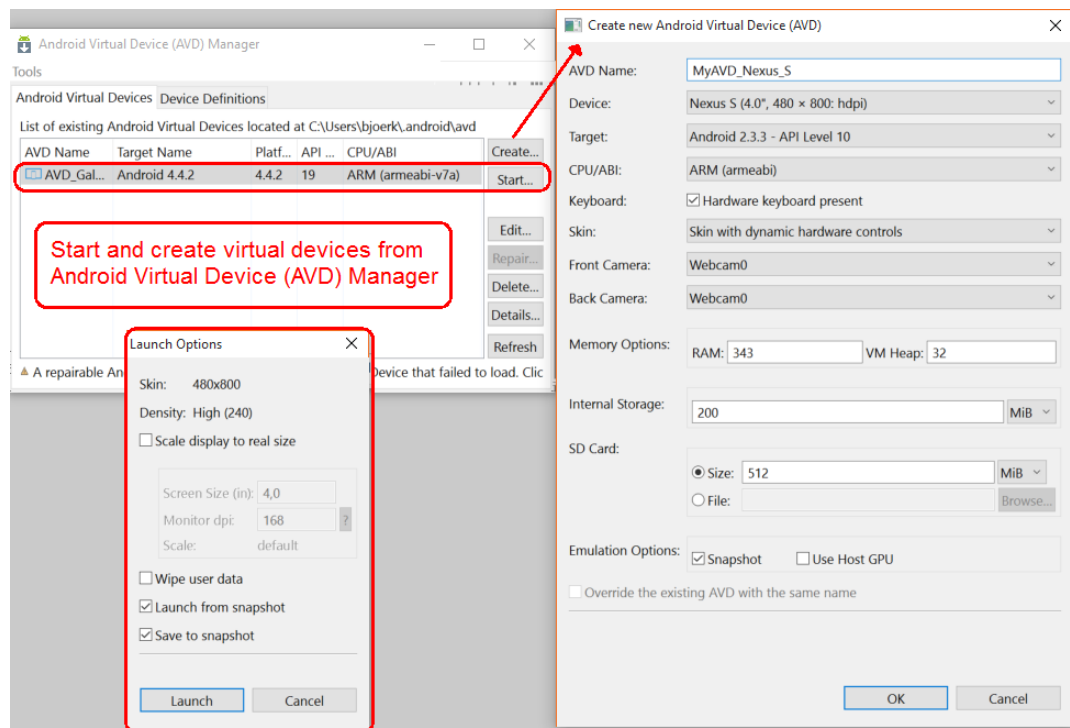 Android Virtual Device (AVD) Manager
Tools
Android Virtual Devices Device Definitions
List of existing Android Virtual Devices located at C:\Users\bjoerk\.android\avd
AVD Name Target Name Platf... API ... CPU/ABI
AVD_Gal... Android 4.4.2 4.4.2 19 ARM (armeabi-v7a)
Create...
Start...
Edit...
Repair...
Delete...
Details...
Refresh
Start and create virtual devices from
Android Virtual Device (AVD) Manager
A repairable An
Device that failed to load. Clic
Launch Options
Skin: 480x800
Density: High (240)
Scale display to real size
Screen Size (in): 4,0
Monitor dpi: 168 ?
Scale: default
Wipe user data
Launch from snapshot
Save to snapshot
Launch Cancel
Create new Android Virtual Device (AVD)
AVD Name: MyAVD_Nexus_S
Device: Nexus S (4.0", 480 × 800: hdpi)
Target: Android 2.3.3 - API Level 10
CPU/ABI: ARM (armeabi)
Keyboard: Hardware keyboard present
Skin: Skin with dynamic hardware controls
Front Camera: Webcam0
Back Camera: Webcam0
Memory Options: RAM: 343 VM Heap: 32
Internal Storage: 200 MiB
SD Card:
Size: 512 MiB
File: Browse...
Emulation Options: Snapshot Use Host GPU
Override the existing AVD with the same name
OK Cancel